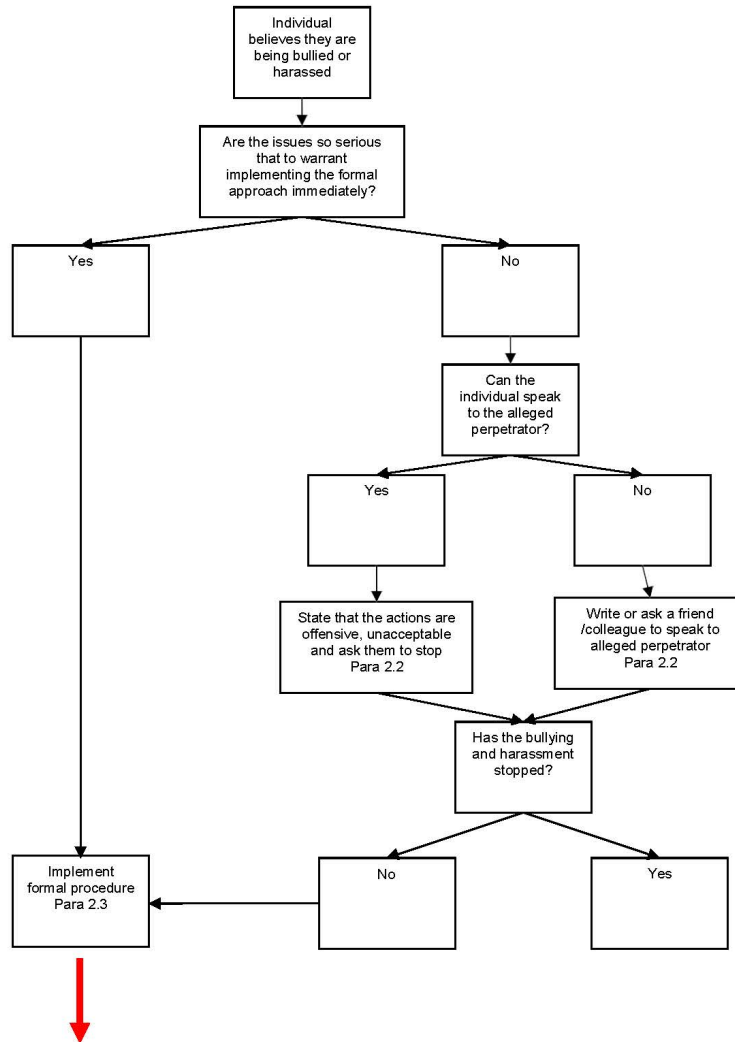 Individual
believes they are
being bullied or
harassed
Are the issues so serious
that to warrant
implementing the formal
approach immediately?
Yes
No
Can the
individual speak
to the alleged
perpetrator?
Yes
No
State that the actions are
offensive, unacceptable
and ask them to stop
Para 2.2
Write or ask a friend
/colleague to speak to
alleged perpetrator
Para 2.2
Has the bullying
and harassment
stopped?
Implement
formal procedure
Para 2.3
No
Yes